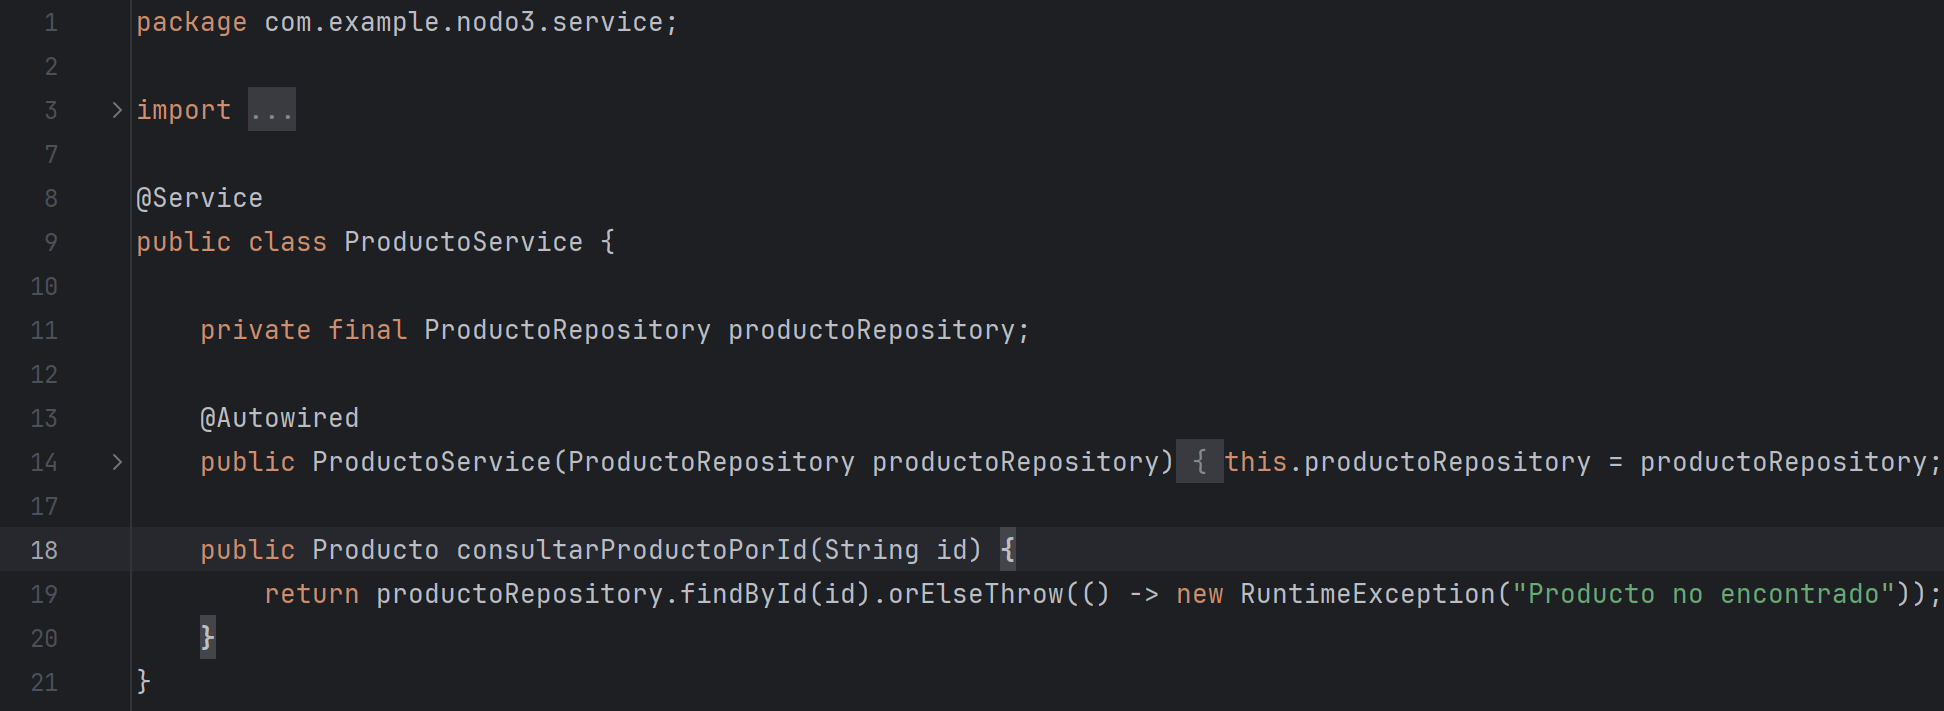 1 package com.example.nodo3.service;
2
3 import ...
7
8 @Service
9 public class ProductoService {
10
11 private final ProductoRepository productoRepository;
12
13 @Autowired
14 public ProductoService(ProductoRepository productoRepository) { this.productoRepository = productoRepository;
17
18 public Producto consultarProductoPorId(String id) {
19 return productoRepository.findById(id).orElseThrow(() -> new RuntimeException("Producto no encontrado"));
20 }
21 }